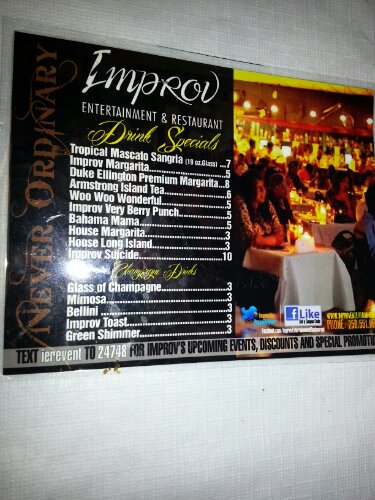 NEVER ORDINARY
IMPROV
ENTERTAINMENT & RESTAURANT
Drink Specials
Tropical Mascato Sangria (19 oz.Glass) ...7
Improv Margarita.......................5
Duke Ellington Premium Margarita...8
Armstrong Island Tea...................6
Woo Woo Wonderful.....................5
Improv Very Berry Punch...............5
Bahama Mama............................5
House Margarita.........................3
House Long Island.......................3
Improv Suicide..........................10
Champagne Drinks
Glass of Champagne.....................3
Mimosa...................................3
Bellini ...................................3
Improv Toast.............................3
Green Shimmer..........................3
Like
TEXT ierevent TO 24748 FOR IMPROV'S UPCOMING EVENTS, DISCOUNTS AND SPECIAL PROMOTIO